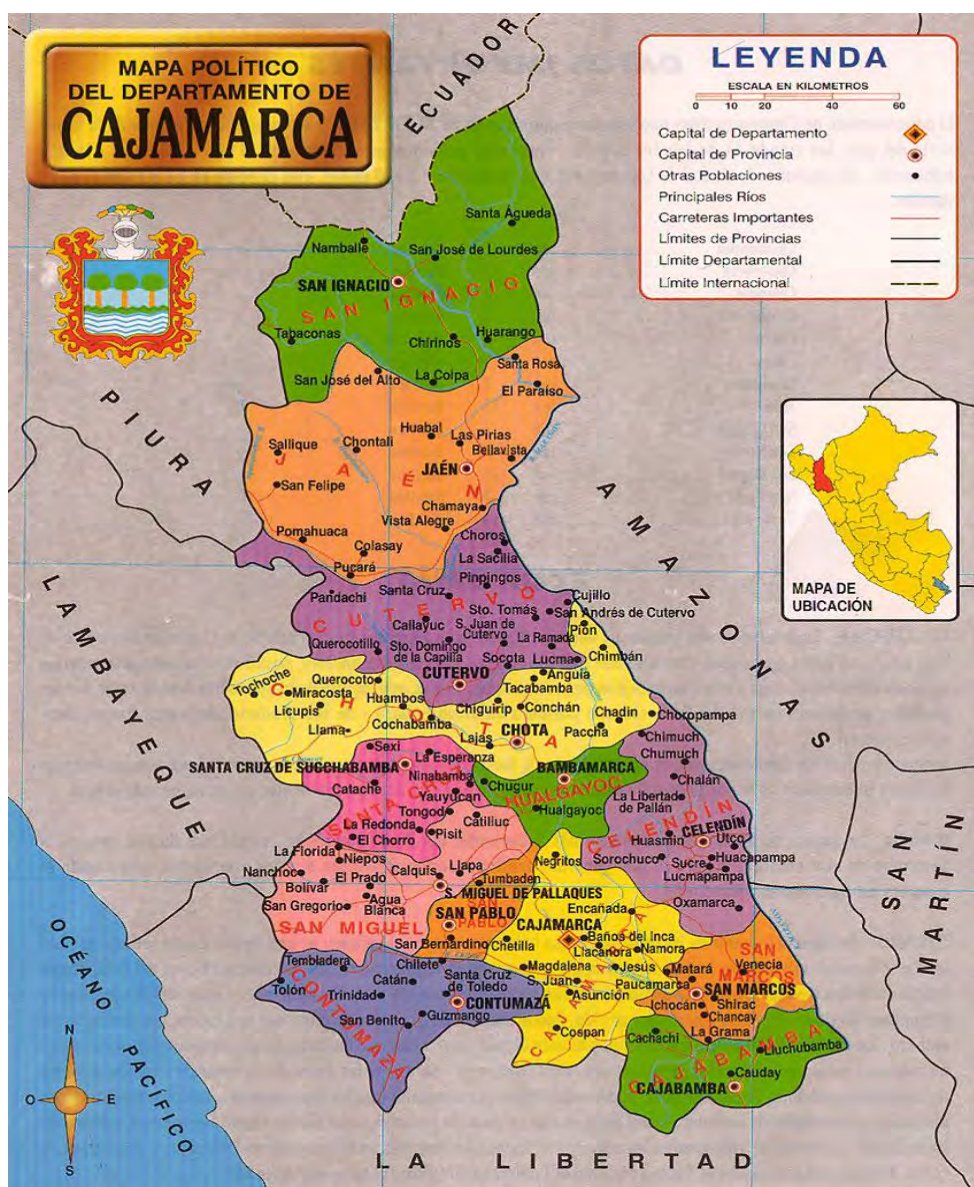 MAPA POLÍTICO
DEL DEPARTAMENTO DE
CAJAMARCA
LEYENDA
ESCALA EN KILOMETROS
0 10 20 40 60
Capital de Departamento
Capital de Provincia
Otras Poblaciones
Principales Ríos
Carreteras Importantes
Límites de Provincias
Límite Departamental
Límite Internacional
ECUADOR
PIURA
LAMBAYEQUE
AMAZONAS
SAN MARTÍN
LA LIBERTAD
OCÉANO PACÍFICO
N
O E
S
MAPA DE
UBICACIÓN
Santa Águeda
Namballe
San José de Lourdes
SAN IGNACIO
SAN IGNACIO
Tabaconas
Chirinos
Huarango
Santa Rosa
San José del Alto
La Coipa
El Paraíso
Huabal
Las Pirias
Sallique
Chontali
Bellavista
JAÉN
JAÉN
San Felipe
Chamaya
Vista Alegre
Pomahuaca
Colasay
Pucará
Choros
La Sacilia
Pinpingos
Pandachi
Santa Cruz
CUTERVO
Cujillo
Sto. Tomás
San Andrés de Cutervo
Callayuc
S. Juan de
Cutervo
Pión
La Ramada
Querocotillo
Sto. Domingo
de la Capilla
Socota
Lucma
Chimbán
CUTERVO
Anguía
Querocoto
Tacabamba
Tochoche
Miracosta
Huambos
Chiguirip
Conchán
Licupis
CHOTA
Chadin
Choropampa
Cochabamba
Llama
Lajas
CHOTA
Paccha
Chimuch
Sexi
La Esperanza
Chumuch
SANTA CRUZ DE SUCCHABAMBA
BAMBAMARCA
Ninabamba
Chalán
Catache
Chugur
HUALGAYOC
Yauyucan
La Libertad
de Pallán
SANTA CRUZ
Tongod
Hualgayoc
Catilluc
CELENDÍN
La Redonda
Pisit
Huasmin
CELENDÍN
El Chorro
Utco
La Florida
Niepos
Negritos
Sorochuco
Sucre
Huacapampa
Nanchoc
Calquis
Llapa
Lucmapampa
El Prado
Tumbaden
Bolívar
S. MIGUEL DE PALLAQUES
Agua
Blanca
San Gregorio
SAN PABLO
SAN
PABLO
Encañada
Oxamarca
CAJAMARCA
SAN MIGUEL
San Bernardino
Chetilla
Baños del Inca
Llacanora
Namora
CAJAMARCA
SAN
MARCOS
Tembladera
Chilete
Magdalena
Jesús
Matará
Venecia
Santa Cruz
de Toledo
Tolón
Catán
S. Juan
Paucamarca
SAN MARCOS
Trinidad
CONTUMAZÁ
Asunción
Ichocán
Shirac
Guzmango
Chancay
San Benito
CONTUMAZÁ
Cospan
Cachachi
La Grama
Lluchubamba
CAJABAMBA
Cauday
CAJABAMBA